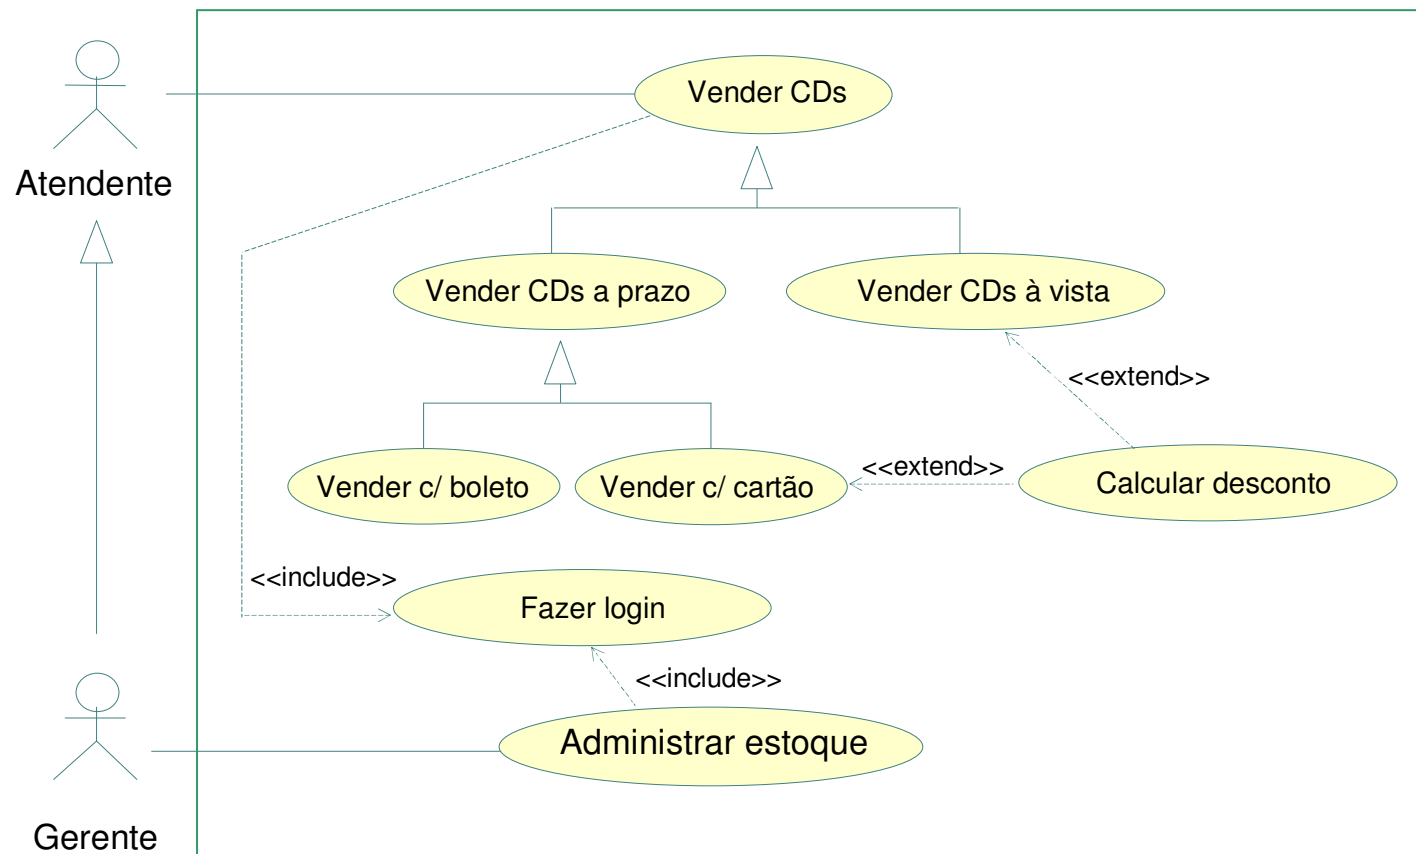 Vender CDs
Atendente
Vender CDs a prazo
Vender CDs à vista
<<extend>>
<<extend>>
Vender c/ boleto
Vender c/ cartão
Calcular desconto
<<include>>
Fazer login
<<include>>
Administrar estoque
Gerente